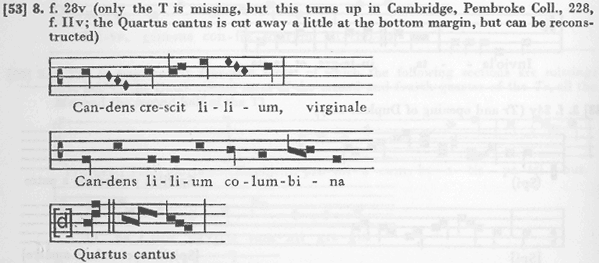 [53] 8. f. 28v (only the T is missing, but this turns up in Cambridge, Pembroke Coll., 228,
f. IIv; the Quartus cantus is cut away a little at the bottom margin, but can be recons-
tructed)
Can-dens cre-scit li - li - um, virginale
Can-dens li-li-um co-lum-bi - na
[d]
Quartus cantus